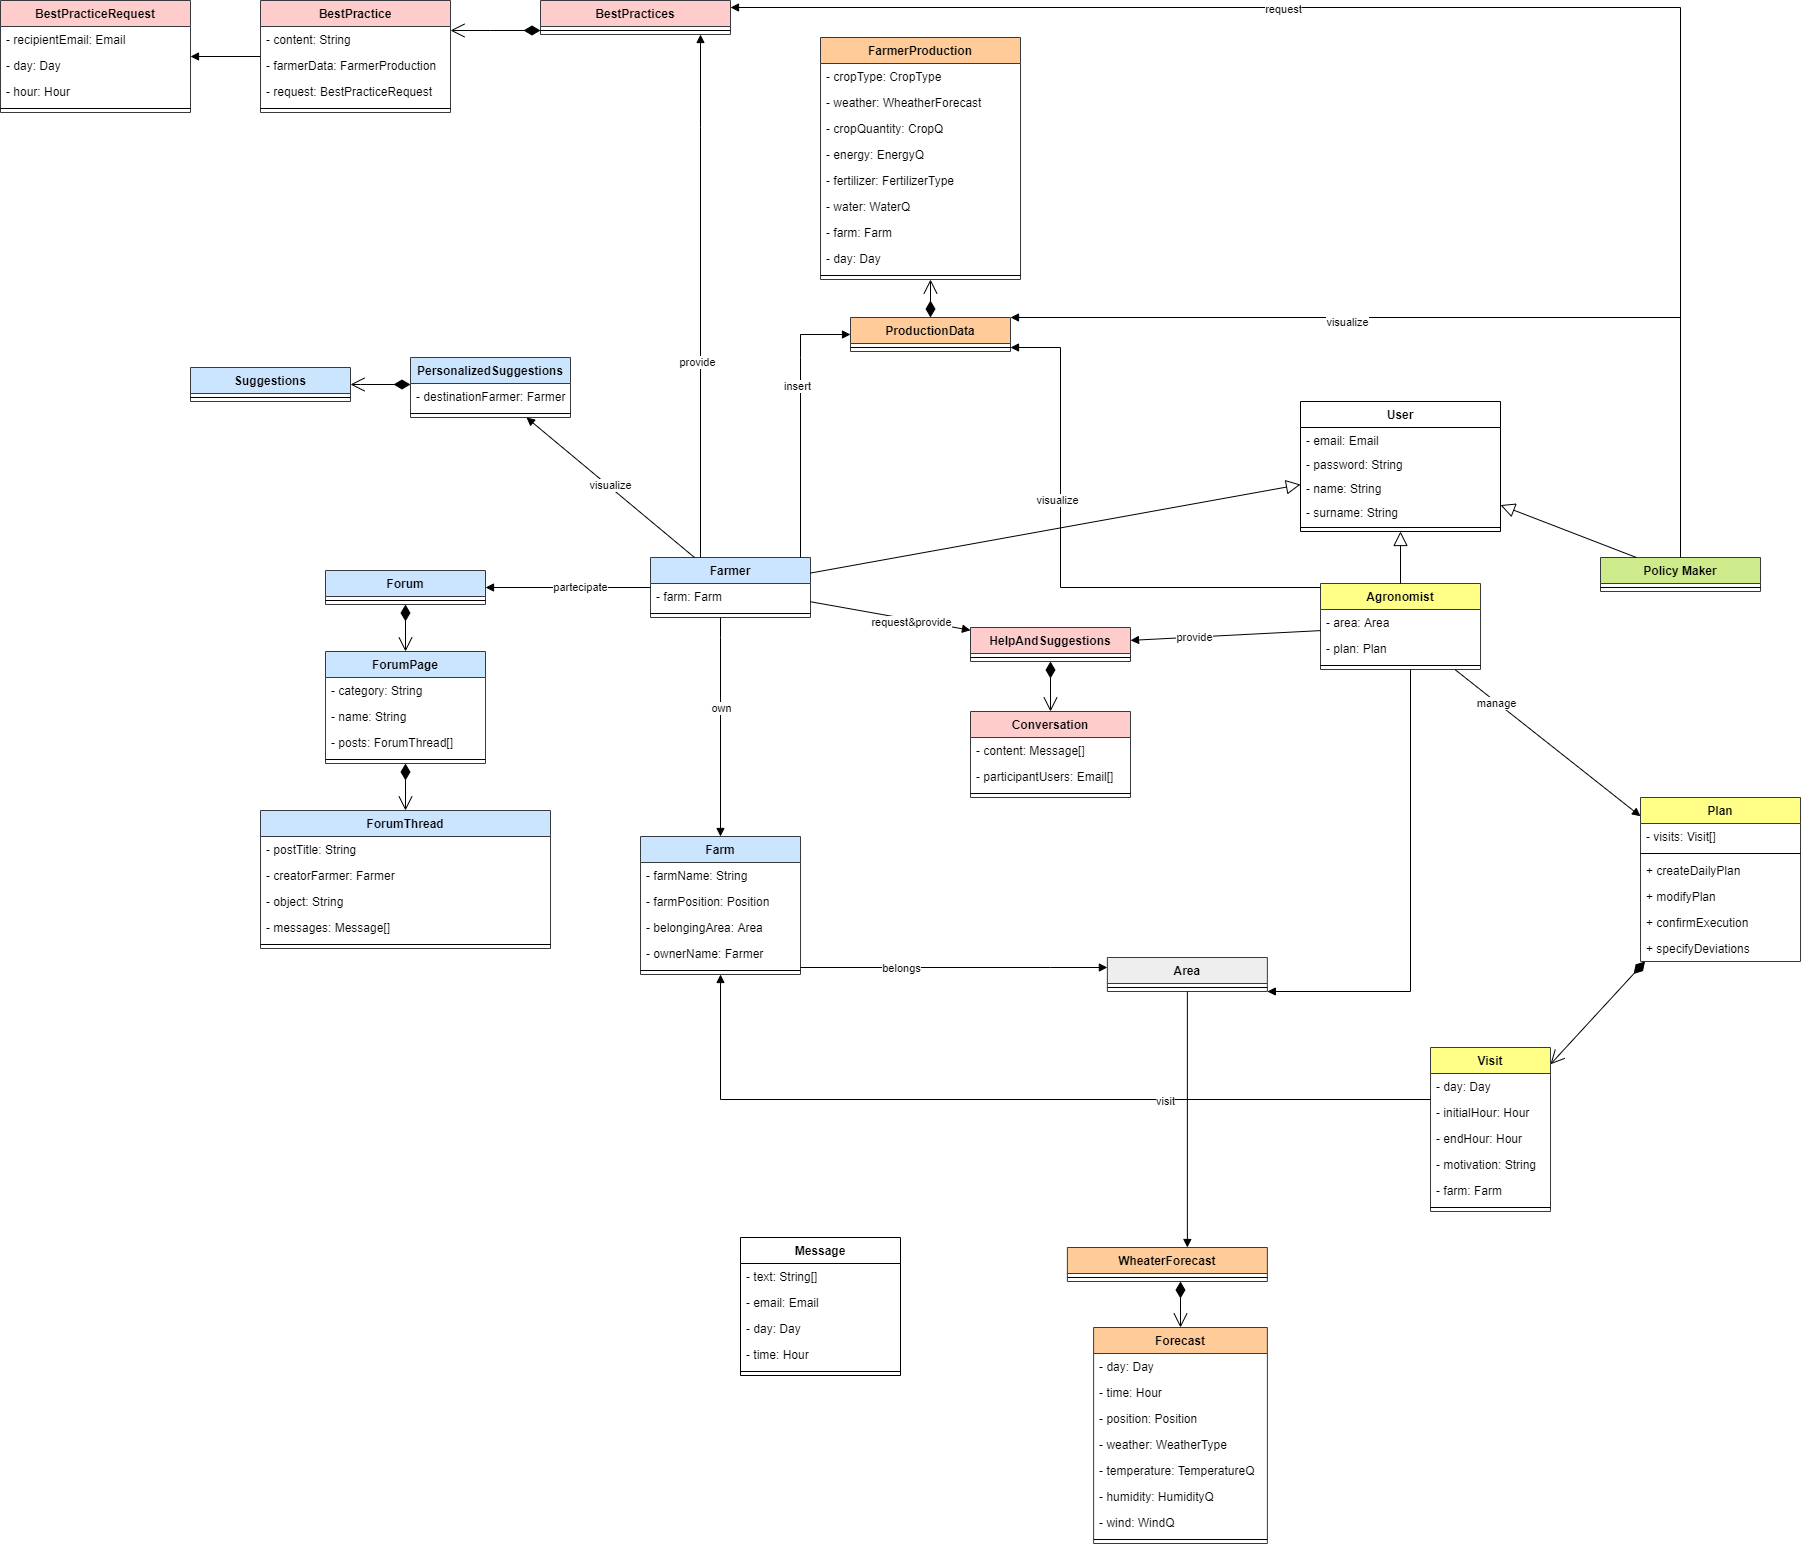 BestPracticeRequest
- recipientEmail: Email
- day: Day
- hour: Hour
BestPractice
- content: String
- farmerData: FarmerProduction
- request: BestPracticeRequest
BestPractices
request
FarmerProduction
- cropType: CropType
- weather: WheatherForecast
- cropQuantity: CropQ
- energy: EnergyQ
- fertilizer: FertilizerType
- water: WaterQ
- farm: Farm
- day: Day
ProductionData
visualize
provide
insert
Suggestions
PersonalizedSuggestions
- destinationFarmer: Farmer
visualize
visualize
User
- email: Email
- password: String
- name: String
- surname: String
Forum
partecipate
Farmer
- farm: Farm
request&provide
HelpAndSuggestions
provide
Agronomist
- area: Area
- plan: Plan
Policy Maker
ForumPage
- category: String
- name: String
- posts: ForumThread[]
own
Conversation
- content: Message[]
- participantUsers: Email[]
manage
ForumThread
- postTitle: String
- creatorFarmer: Farmer
- object: String
- messages: Message[]
Farm
- farmName: String
- farmPosition: Position
- belongingArea: Area
- ownerName: Farmer
belongs
Area
Plan
- visits: Visit[]
+ createDailyPlan
+ modifyPlan
+ confirmExecution
+ specifyDeviations
visit
Visit
- day: Day
- initialHour: Hour
- endHour: Hour
- motivation: String
- farm: Farm
Message
- text: String[]
- email: Email
- day: Day
- time: Hour
WheaterForecast
Forecast
- day: Day
- time: Hour
- position: Position
- weather: WeatherType
- temperature: TemperatureQ
- humidity: HumidityQ
- wind: WindQ